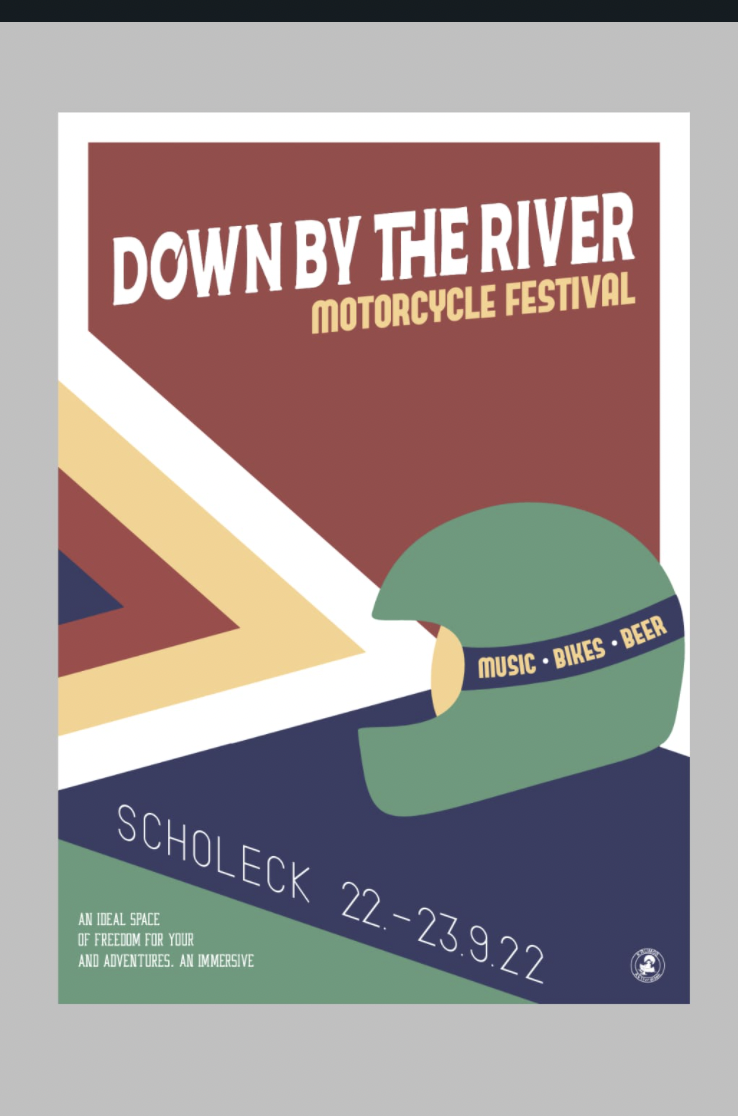 DOWN BY THE RIVER
MOTORCYCLE FESTIVAL
MUSIC · BIKES · BEER
SCHOLECK 22.-23.9.22
AN IDEAL SPACE
OF FREEDOM FOR YOUR
AND ADVENTURES. AN IMMERSIVE